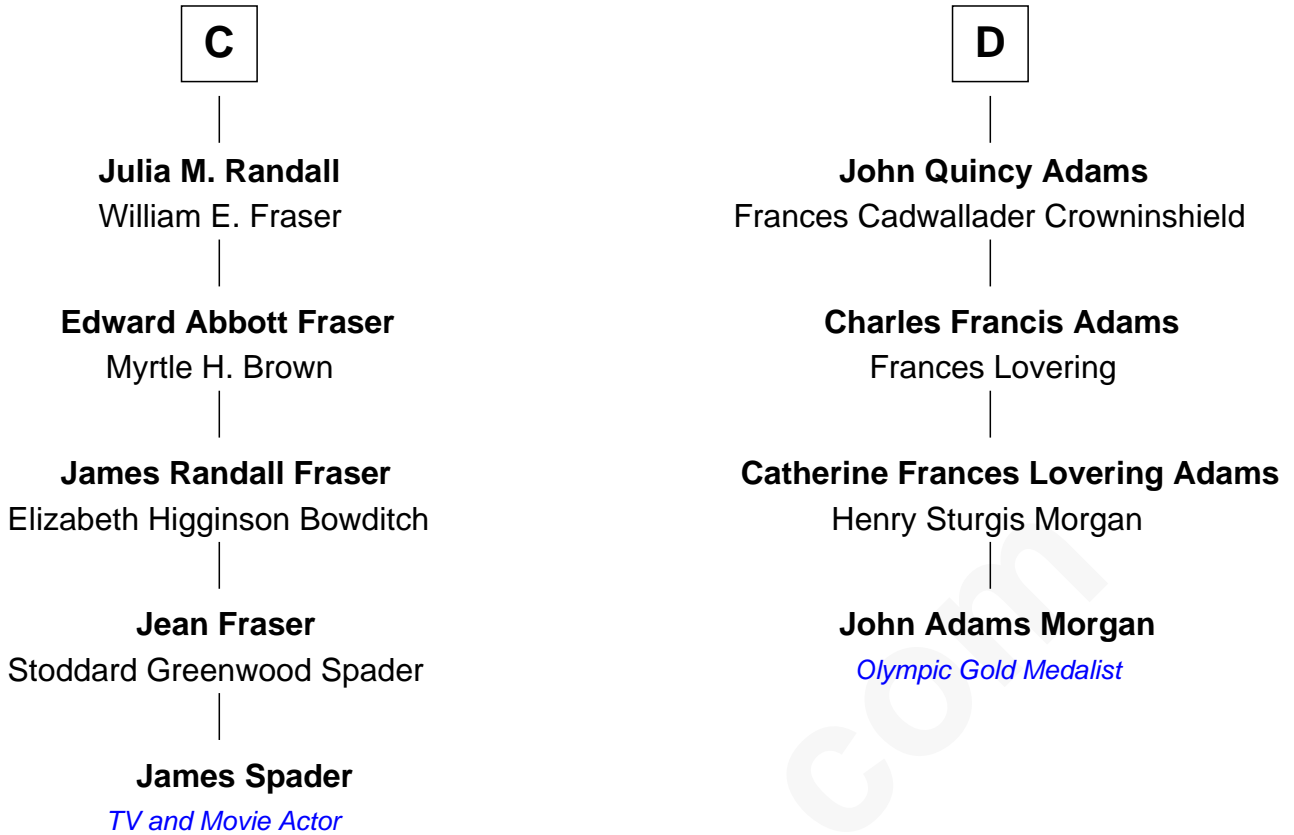 C
Julia M. Randall
William E. Fraser
Edward Abbott Fraser
Myrtle H. Brown
James Randall Fraser
Elizabeth Higginson Bowditch
Jean Fraser
Stoddard Greenwood Spader
James Spader
TV and Movie Actor
D
John Quincy Adams
Frances Cadwallader Crowninshield
Charles Francis Adams
Frances Lovering
Catherine Frances Lovering Adams
Henry Sturgis Morgan
John Adams Morgan
Olympic Gold Medalist
com